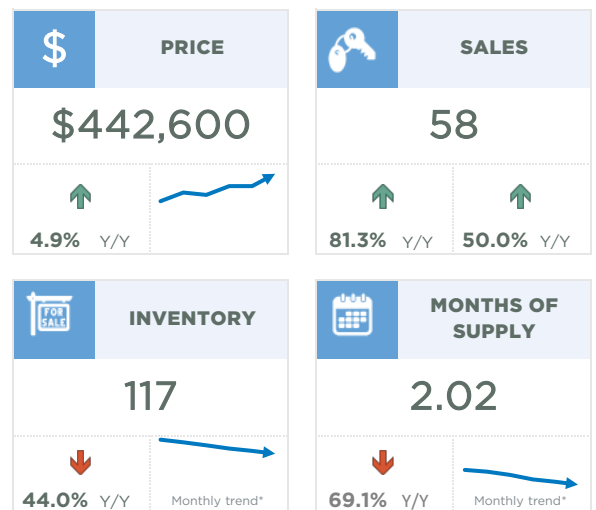 $
PRICE
$442,600
4.9% Y/Y
SALES
58
81.3% Y/Y
50.0% Y/Y
FOR
SALE
INVENTORY
117
44.0% Y/Y
Monthly trend*
MONTHS OF
SUPPLY
2.02
69.1% Y/Y
Monthly trend*